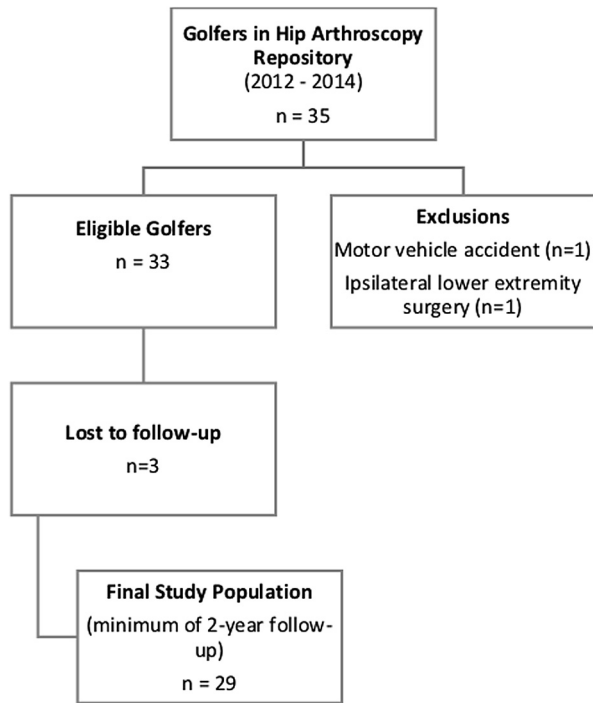 Golfers in Hip Arthroscopy
Repository
(2012 - 2014)
n = 35
Eligible Golfers
n = 33
Exclusions
Motor vehicle accident (n=1)
Ipsilateral lower extremity
surgery (n=1)
Lost to follow-up
n=3
Final Study Population
(minimum of 2-year follow-
up)
n = 29